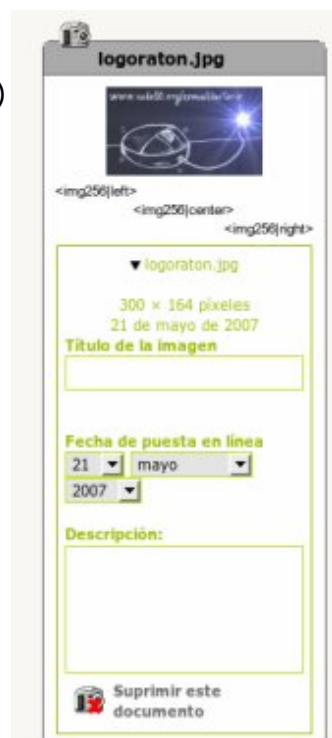 logoraton.jpg
<img256|left>
<img256|center>
<img256|right>
▼ logoraton.jpg
300 × 164 píxeles
21 de mayo de 2007
Título de la imagen
Fecha de puesta en línea
21 mayo
2007
Descripción:
Suprimir este
documento